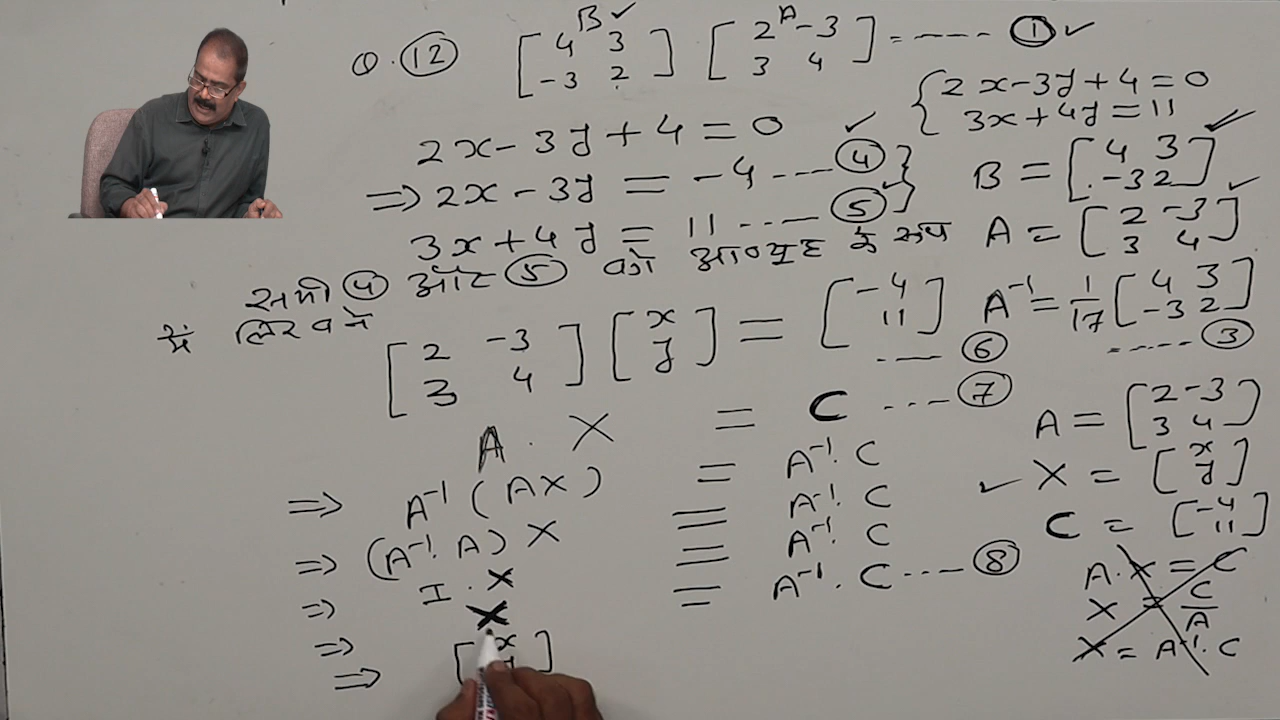 Q. 12 [4 3 -3 2] B ✓ [2 -3 3 4] A = ---- ① ✓
{2x - 3y + 4 = 0
3x + 4y = 11
2x - 3y + 4 = 0 ✓
⇒ 2x - 3y = -4 --- ④
3x + 4y = 11 ---- ⑤
समी ④ और ⑤ को आव्यूह के रूप
में लिखने
[2 -3 3 4] [x y] = [-4 11] --- ⑥
A . X = C --- ⑦
⇒ A⁻¹ (AX) = A⁻¹. C
⇒ (A⁻¹. A) X = A⁻¹. C
⇒ I . X = A⁻¹. C
⇒ X = A⁻¹. C ---- ⑧
⇒ [x
B = [4 3 -3 2] ✓
A = [2 -3 3 4] ✓
A⁻¹ = 1/17 [4 3 -3 2]
---- ③
A = [2 -3 3 4]
✓ X = [x y]
C = [-4 11]
A.X = C
X = C/A
X = A⁻¹. C